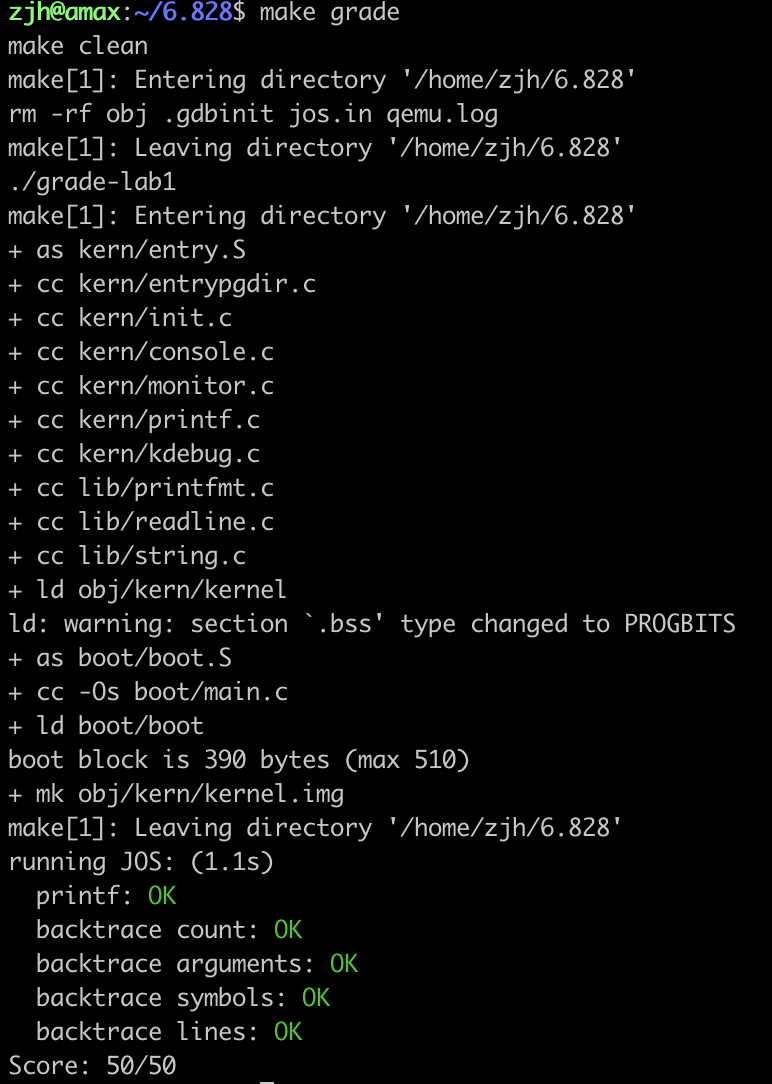 zjh@amax:~/6.828$ make grade
make clean
make[1]: Entering directory '/home/zjh/6.828'
rm -rf obj .gdbinit jos.in qemu.log
make[1]: Leaving directory '/home/zjh/6.828'
./grade-lab1
make[1]: Entering directory '/home/zjh/6.828'
+ as kern/entry.S
+ cc kern/entrypgdir.c
+ cc kern/init.c
+ cc kern/console.c
+ cc kern/monitor.c
+ cc kern/printf.c
+ cc kern/kdebug.c
+ cc lib/printfmt.c
+ cc lib/readline.c
+ cc lib/string.c
+ ld obj/kern/kernel
ld: warning: section `.bss' type changed to PROGBITS
+ as boot/boot.S
+ cc -Os boot/main.c
+ ld boot/boot
boot block is 390 bytes (max 510)
+ mk obj/kern/kernel.img
make[1]: Leaving directory '/home/zjh/6.828'
running JOS: (1.1s)
  printf: OK
  backtrace count: OK
  backtrace arguments: OK
  backtrace symbols: OK
  backtrace lines: OK
Score: 50/50